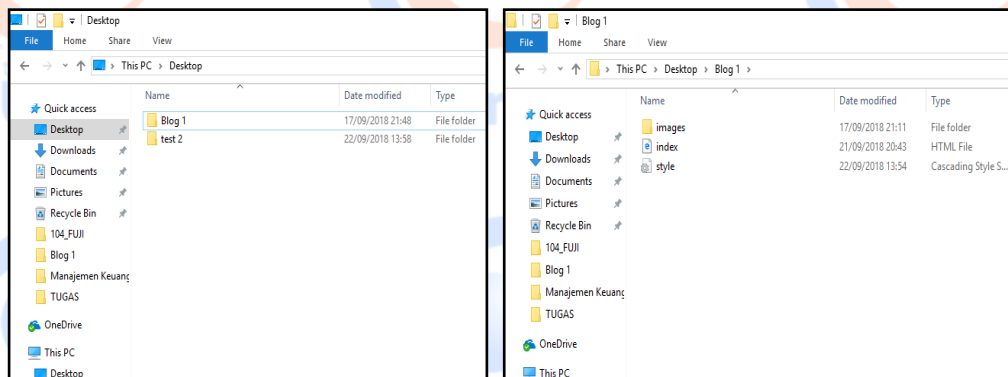 Desktop
File Home Share View
This PC > Desktop
Name Date modified Type
Quick access
Desktop
Downloads
Documents
Pictures
Recycle Bin
104_FUJI
Blog 1
Manajemen Keuang
TUGAS
OneDrive
This PC
Desktop
Blog 1 17/09/2018 21:48 File folder
test 2 22/09/2018 13:58 File folder
Blog 1
File Home Share View
This PC > Desktop > Blog 1 >
Name Date modified Type
Quick access
Desktop
Downloads
Documents
Pictures
Recycle Bin
104_FUJI
Blog 1
Manajemen Keuang
TUGAS
OneDrive
This PC
images 17/09/2018 21:11 File folder
index 21/09/2018 20:43 HTML File
style 22/09/2018 13:54 Cascading Style S...